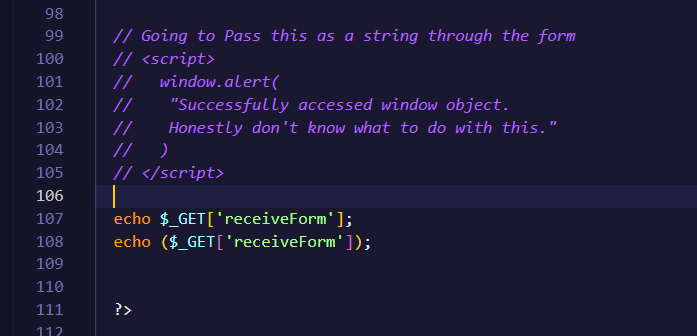 98
99 // Going to Pass this as a string through the form
100 // <script>
101 //   window.alert(
102 //    "Successfully accessed window object.
103 //    Honestly don't know what to do with this."
104 //   )
105 // </script>
106
107 echo $_GET['receiveForm'];
108 echo ($_GET['receiveForm']);
109
110
111 ?>
112